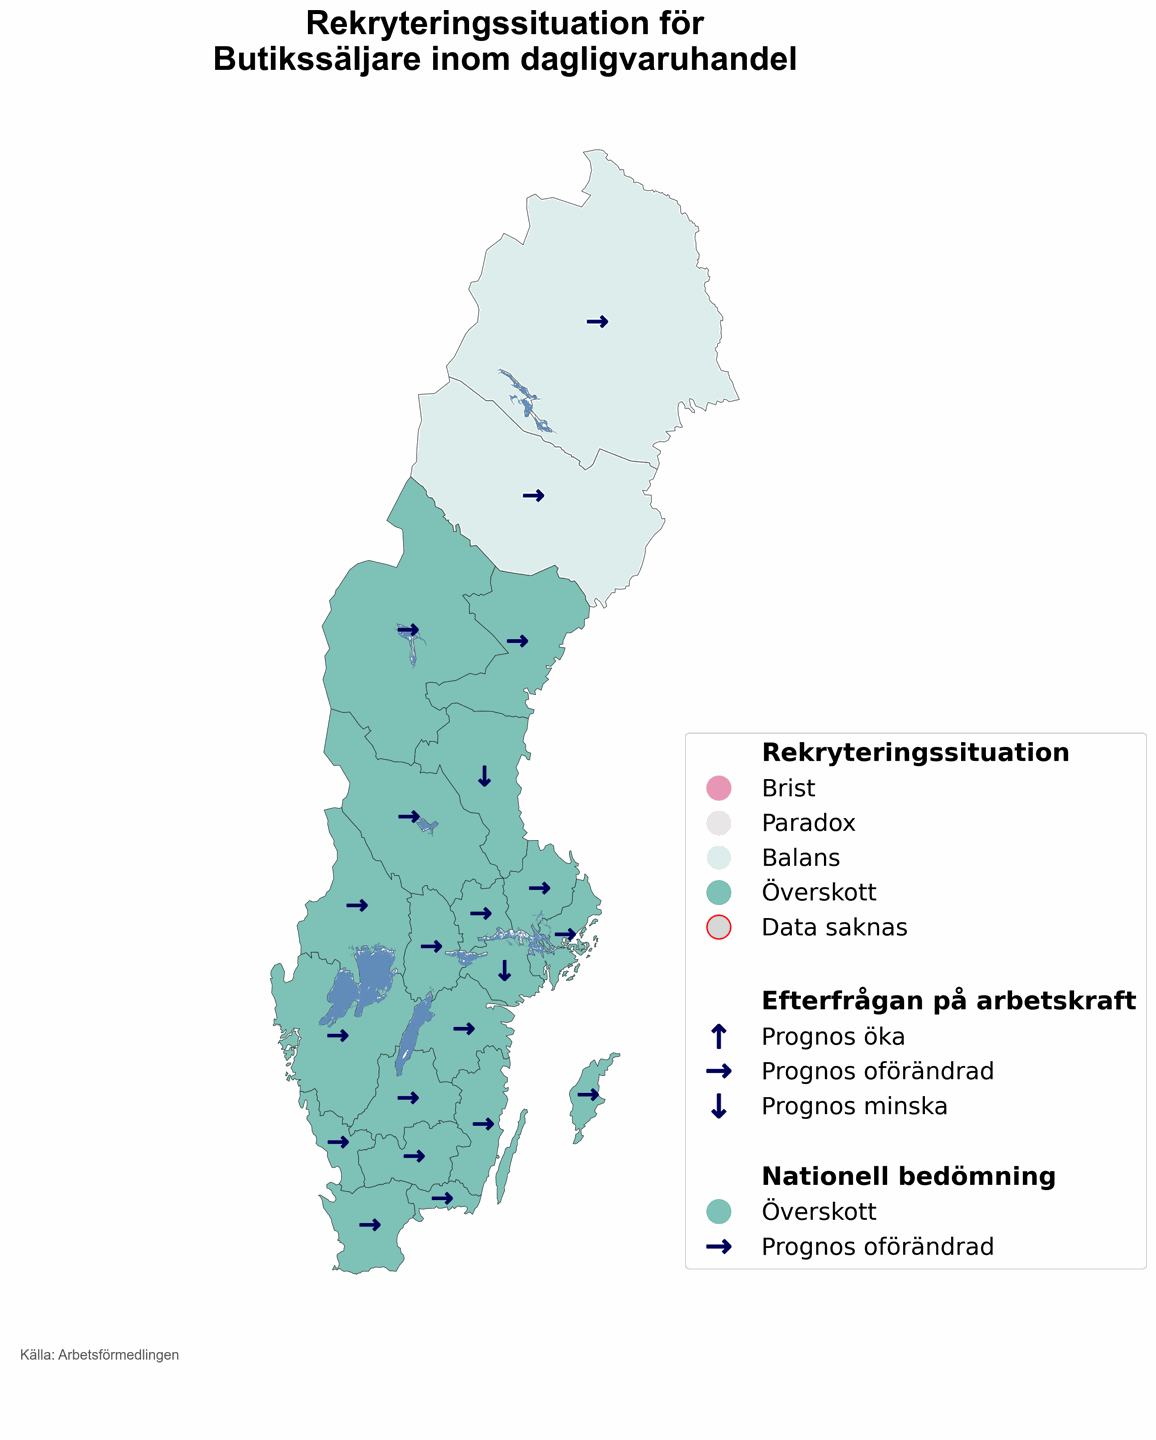 Rekryteringssituation för
Butikssäljare inom dagligvaruhandel
Rekryteringssituation
Brist
Paradox
Balans
Överskott
Data saknas
Efterfrågan på arbetskraft
Prognos öka
Prognos oförändrad
Prognos minska
Nationell bedömning
Överskott
Prognos oförändrad
Källa: Arbetsförmedlingen